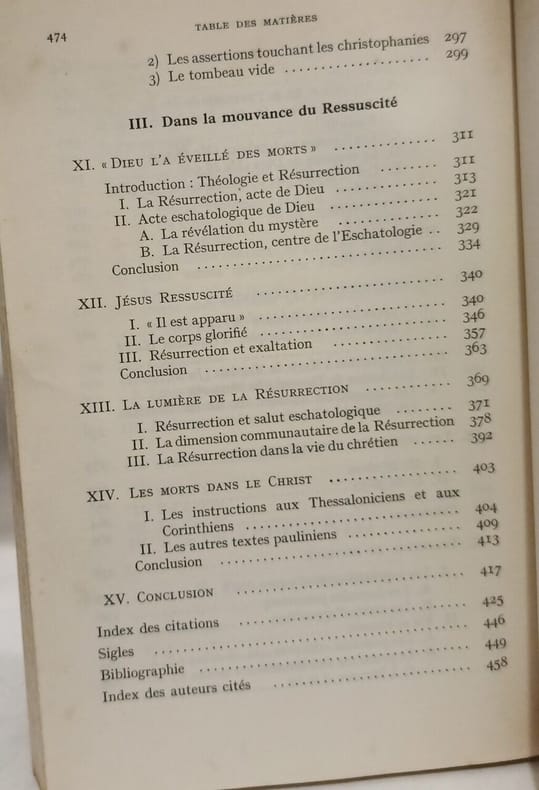 474 TABLE DES MATIÈRES
2) Les assertions touchant les christophanies 297
3) Le tombeau vide .................... 299
III. Dans la mouvance du Ressuscité
XI. « DIEU L'A ÉVEILLÉ DES MORTS » .............. 311
Introduction : Théologie et Résurrection ........ 311
I. La Résurrection, acte de Dieu .............. 313
II. Acte eschatologique de Dieu .............. 321
A. La révélation du mystère .............. 322
B. La Résurrection, centre de l'Eschatologie .. 329
Conclusion .............................. 334
XII. JÉSUS RESSUSCITÉ ........................ 340
I. « Il est apparu » ........................ 340
II. Le corps glorifié ........................ 346
III. Résurrection et exaltation .............. 357
Conclusion .............................. 363
XIII. LA LUMIÈRE DE LA RÉSURRECTION ............ 369
I. Résurrection et salut eschatologique ........ 371
II. La dimension communautaire de la Résurrection 378
III. La Résurrection dans la vie du chrétien ...... 392
XIV. LES MORTS DANS LE CHRIST .................. 403
I. Les instructions aux Thessaloniciens et aux
Corinthiens .............................. 404
II. Les autres textes pauliniens .............. 409
Conclusion .............................. 413
XV. CONCLUSION .............................. 417
Index des citations .......................... 425
Sigles ...................................... 446
Bibliographie ................................ 449
Index des auteurs cités ........................ 458